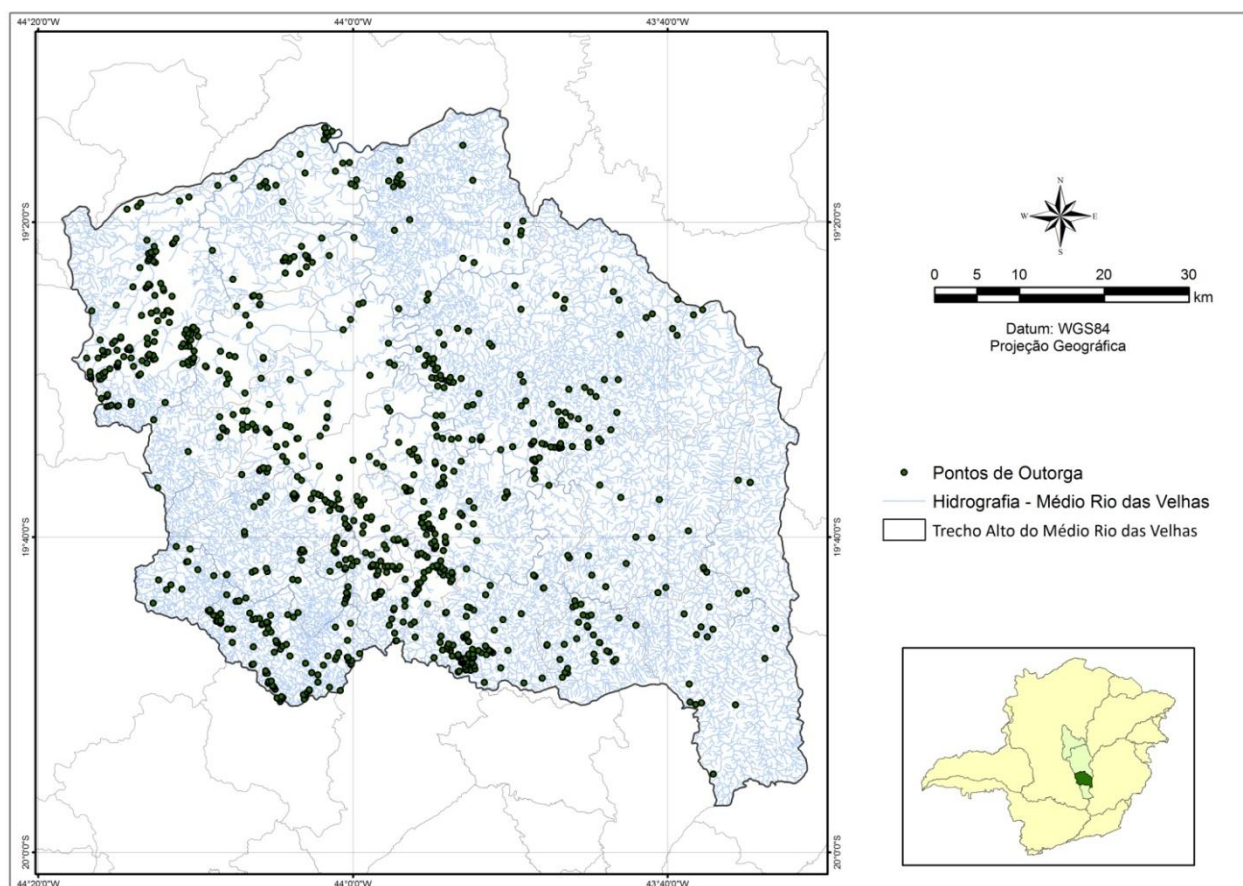 44°20'0"W
44°0'0"W
43°40'0"W
19°20'0"S
19°40'0"S
20°0'0"S
19°20'0"S
19°40'0"S
20°0'0"S
44°20'0"W
44°0'0"W
43°40'0"W
N
W
E
S
0 5 10 20 30
km
Datum: WGS84
Projeção Geográfica
Pontos de Outorga
Hidrografia - Médio Rio das Velhas
Trecho Alto do Médio Rio das Velhas